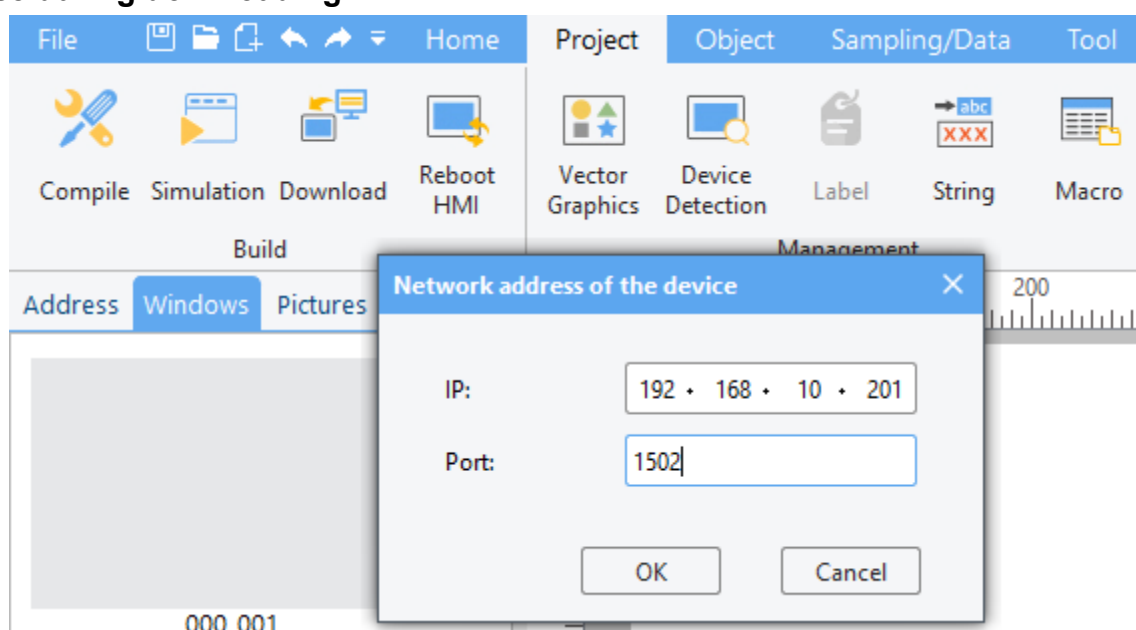 File Home Project Object Sampling/Data Tool
abc
XXX
Compile Simulation Download Reboot HMI Vector Graphics Device Detection Label String Macro
Build Management
Address Windows Pictures
Network address of the device
200
IP: 192 . 168 . 10 . 201
Port: 1502
OK Cancel